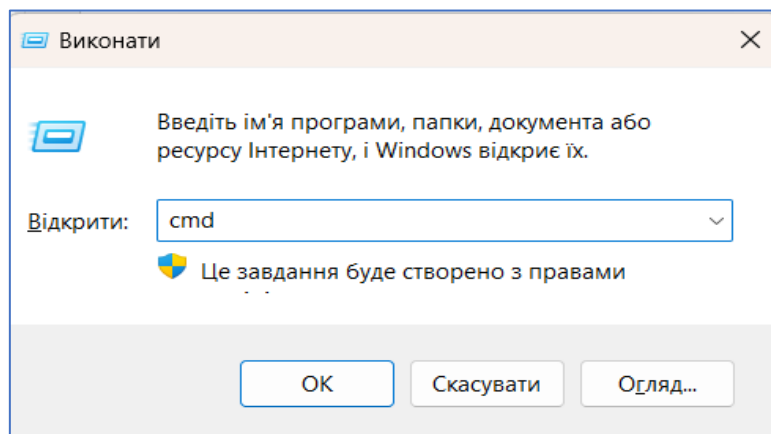 Виконати
Введіть ім'я програми, папки, документа або
ресурсу Інтернету, і Windows відкриє їх.
Відкрити: cmd
Це завдання буде створено з правами
OK Скасувати Огляд...